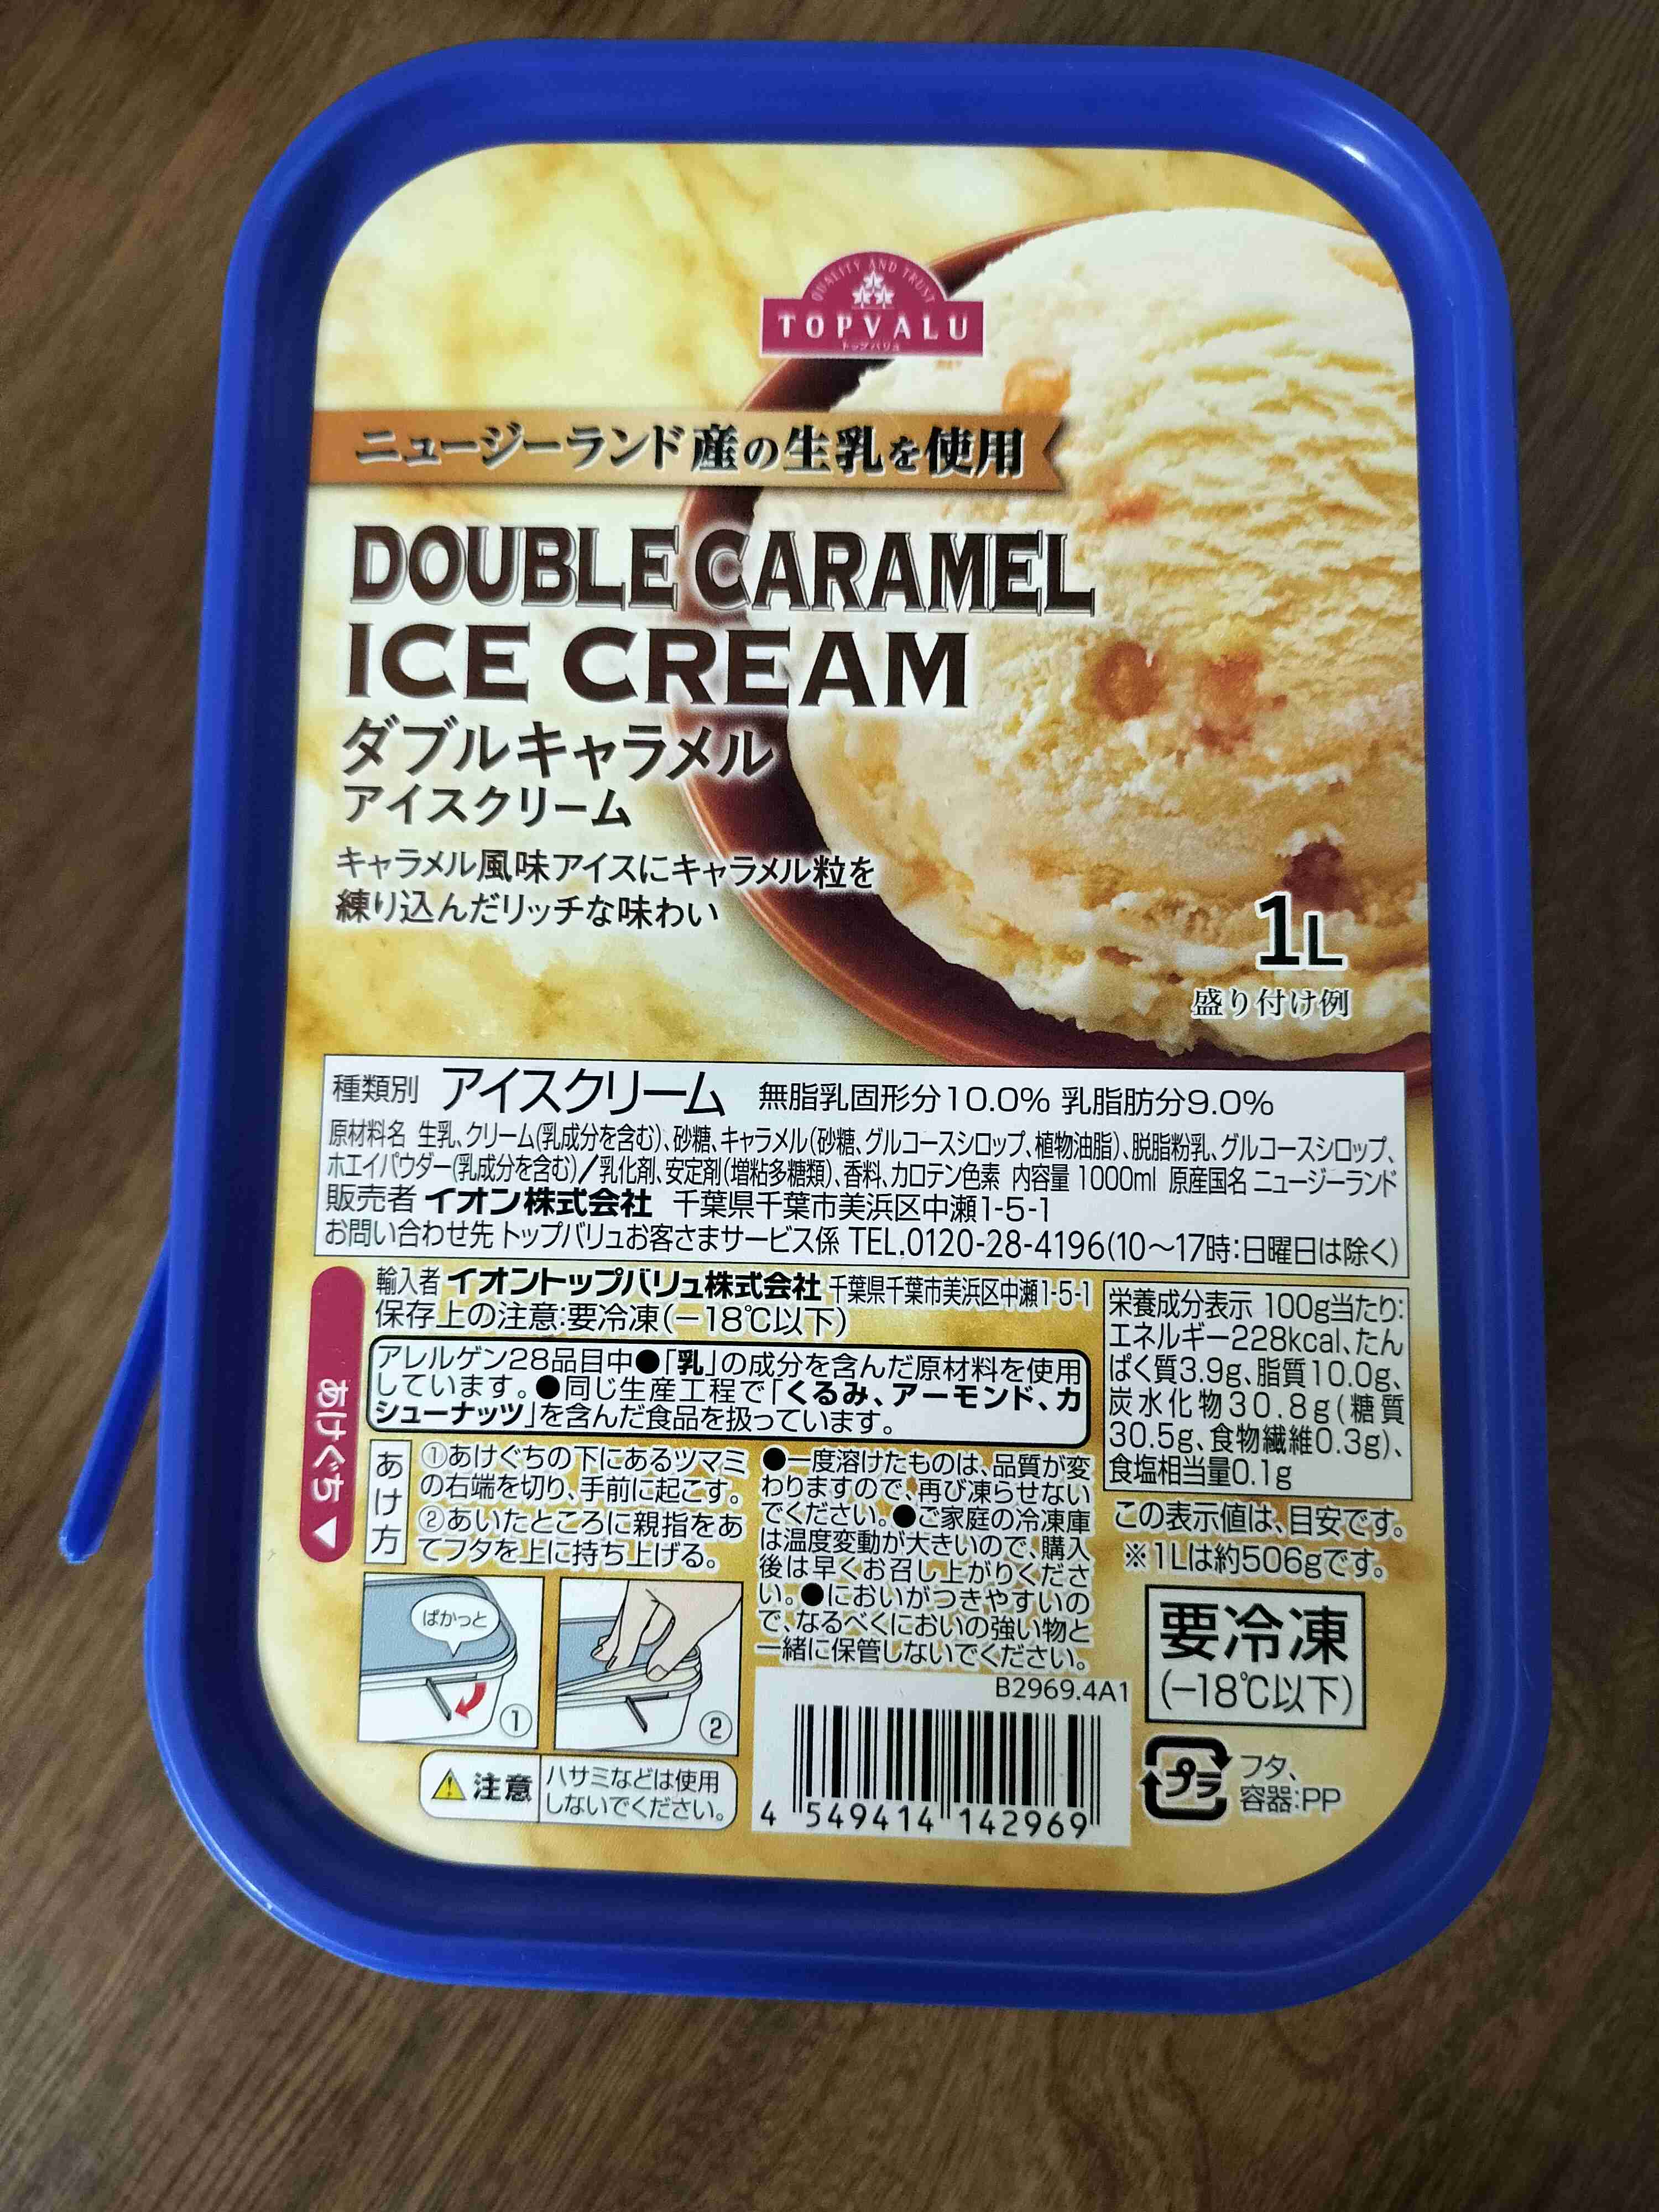 QUALITY AND TRUST
TOPVALU
トップバリュ
ニュージーランド産の生乳を使用
DOUBLE CARAMEL
ICE CREAM
ダブルキャラメル
アイスクリーム
キャラメル風味アイスにキャラメル粒を
練り込んだリッチな味わい
1L
盛り付け例
種類別 アイスクリーム 無脂乳固形分10.0% 乳脂肪分9.0%
原材料名 生乳、クリーム(乳成分を含む)、砂糖、キャラメル(砂糖、グルコースシロップ、植物油脂)、脱脂粉乳、グルコースシロップ、
ホエイパウダー(乳成分を含む)/乳化剤、安定剤(増粘多糖類)、香料、カロテン色素 内容量 1000ml 原産国名 ニュージーランド
販売者 イオン株式会社 千葉県千葉市美浜区中瀬1-5-1
お問い合わせ先 トップバリュお客さまサービス係 TEL.0120-28-4196(10〜17時:日曜日は除く)
輸入者 イオントップバリュ株式会社 千葉県千葉市美浜区中瀬1-5-1
保存上の注意:要冷凍(−18℃以下)
アレルゲン28品目中●「乳」の成分を含んだ原材料を使用
しています。●同じ生産工程で「くるみ、アーモンド、カ
シューナッツ」を含んだ食品を扱っています。
栄養成分表示 100g当たり:
エネルギー228kcal、たん
ぱく質3.9g、脂質10.0g、
炭水化物30.8g(糖質
30.5g、食物繊維0.3g)、
食塩相当量0.1g
この表示値は、目安です。
※1Lは約506gです。
あけぐち▼
あけ方
①あけぐちの下にあるツマミ
の右端を切り、手前に起こす。
②あいたところに親指をあ
てフタを上に持ち上げる。
ぱかっと
①
②
注意 ハサミなどは使用
しないでください。
●一度溶けたものは、品質が変
わりますので、再び凍らせない
でください。●ご家庭の冷凍庫
は温度変動が大きいので、購入
後は早くお召し上がりくださ
い。●においがつきやすいの
で、なるべくにおいの強い物と
一緒に保管しないでください。
B2969.4A1
4 549414 142969
要冷凍
(−18℃以下)
プラ
フタ、
容器:PP